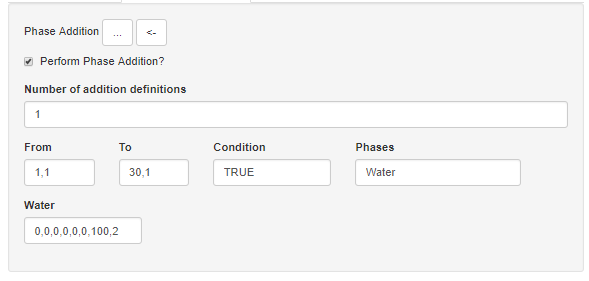 Phase Addition ... <-
Perform Phase Addition?
Number of addition definitions
1
From To Condition Phases
1,1 30,1 TRUE Water
Water
0,0,0,0,0,0,100,2